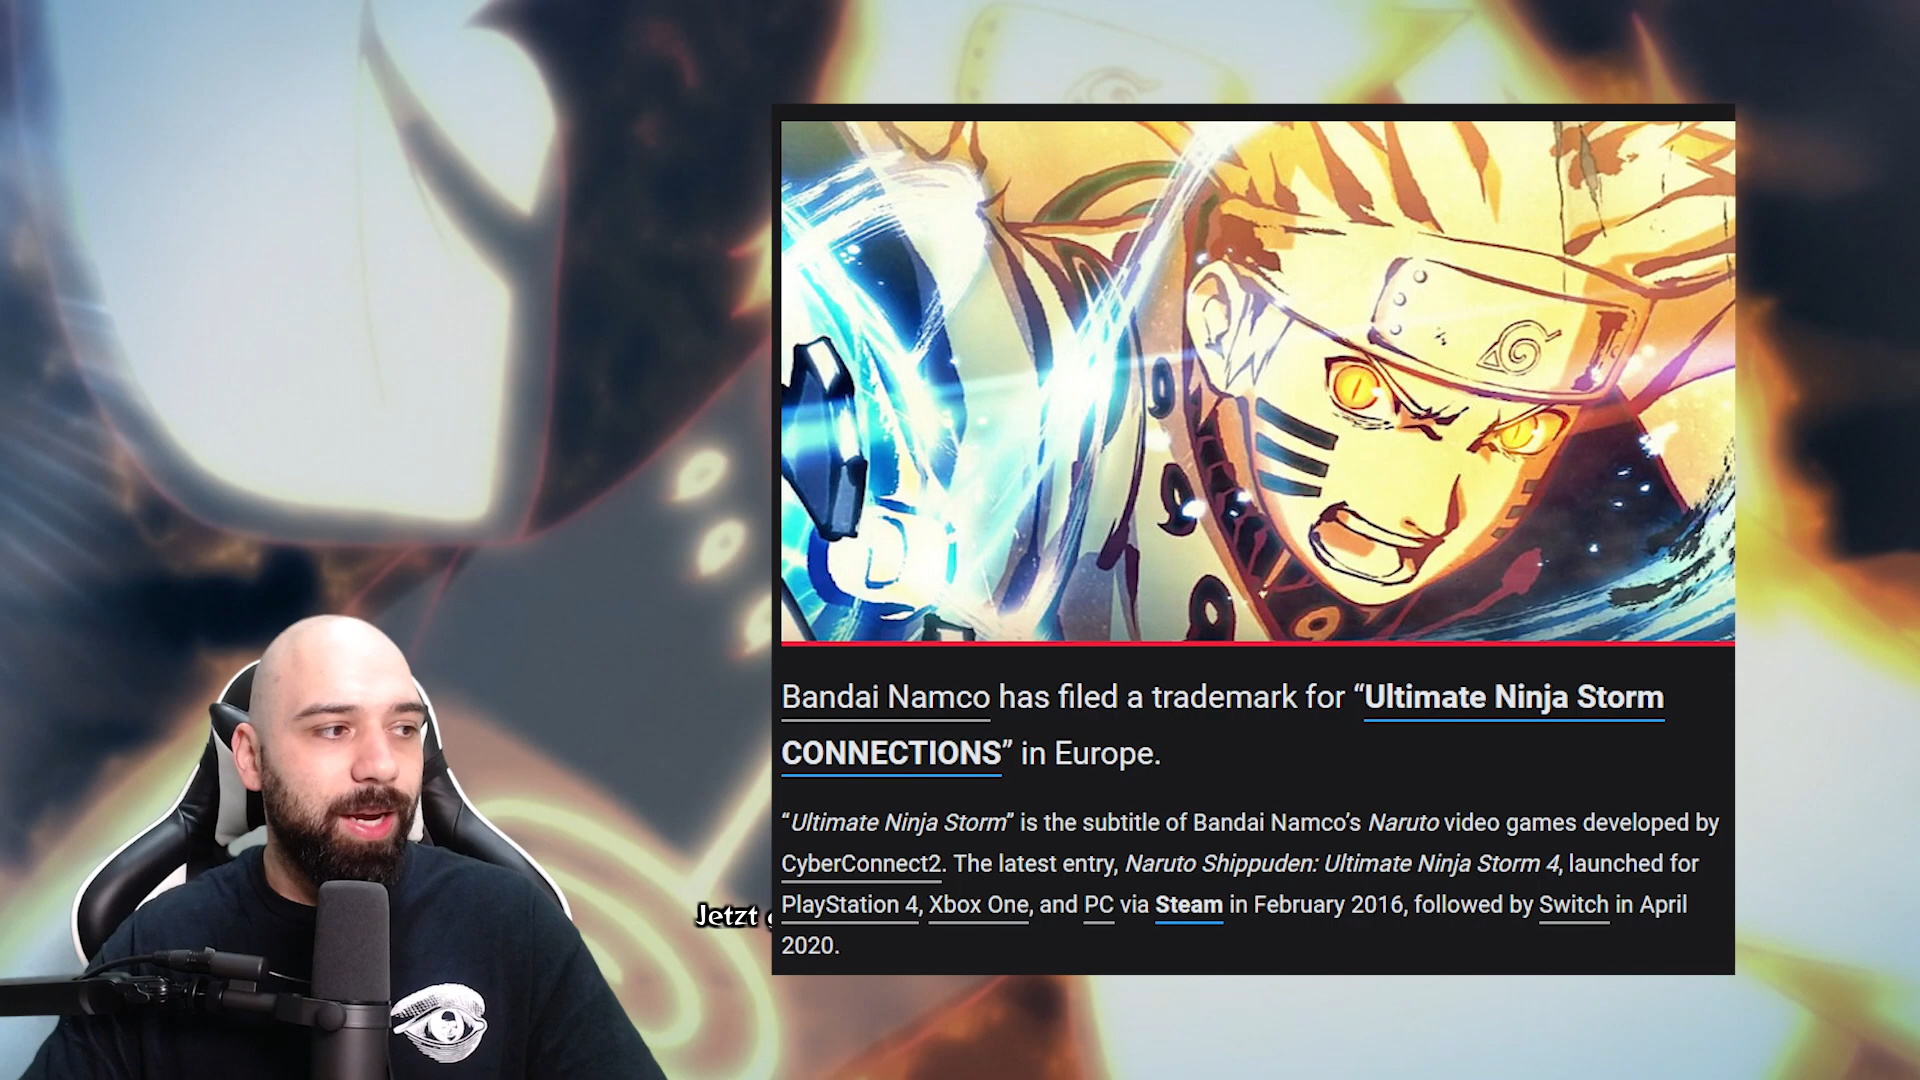 Bandai Namco has filed a trademark for “Ultimate Ninja Storm
CONNECTIONS” in Europe.
“Ultimate Ninja Storm” is the subtitle of Bandai Namco’s Naruto video games developed by
CyberConnect2. The latest entry, Naruto Shippuden: Ultimate Ninja Storm 4, launched for
PlayStation 4, Xbox One, and PC via Steam in February 2016, followed by Switch in April
2020.
Jetzt